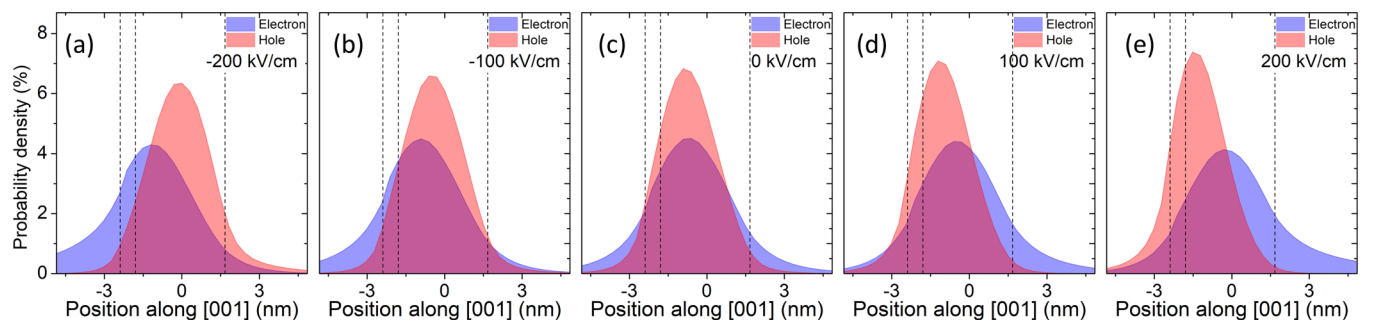 (a)
Electron
Hole
-200 kV/cm
(b)
Electron
Hole
-100 kV/cm
(c)
Electron
Hole
0 kV/cm
(d)
Electron
Hole
100 kV/cm
(e)
Electron
Hole
200 kV/cm
Probability density (%)
8
6
4
2
0
-3 0 3
-3 0 3
-3 0 3
-3 0 3
-3 0 3
Position along [001] (nm)
Position along [001] (nm)
Position along [001] (nm)
Position along [001] (nm)
Position along [001] (nm)